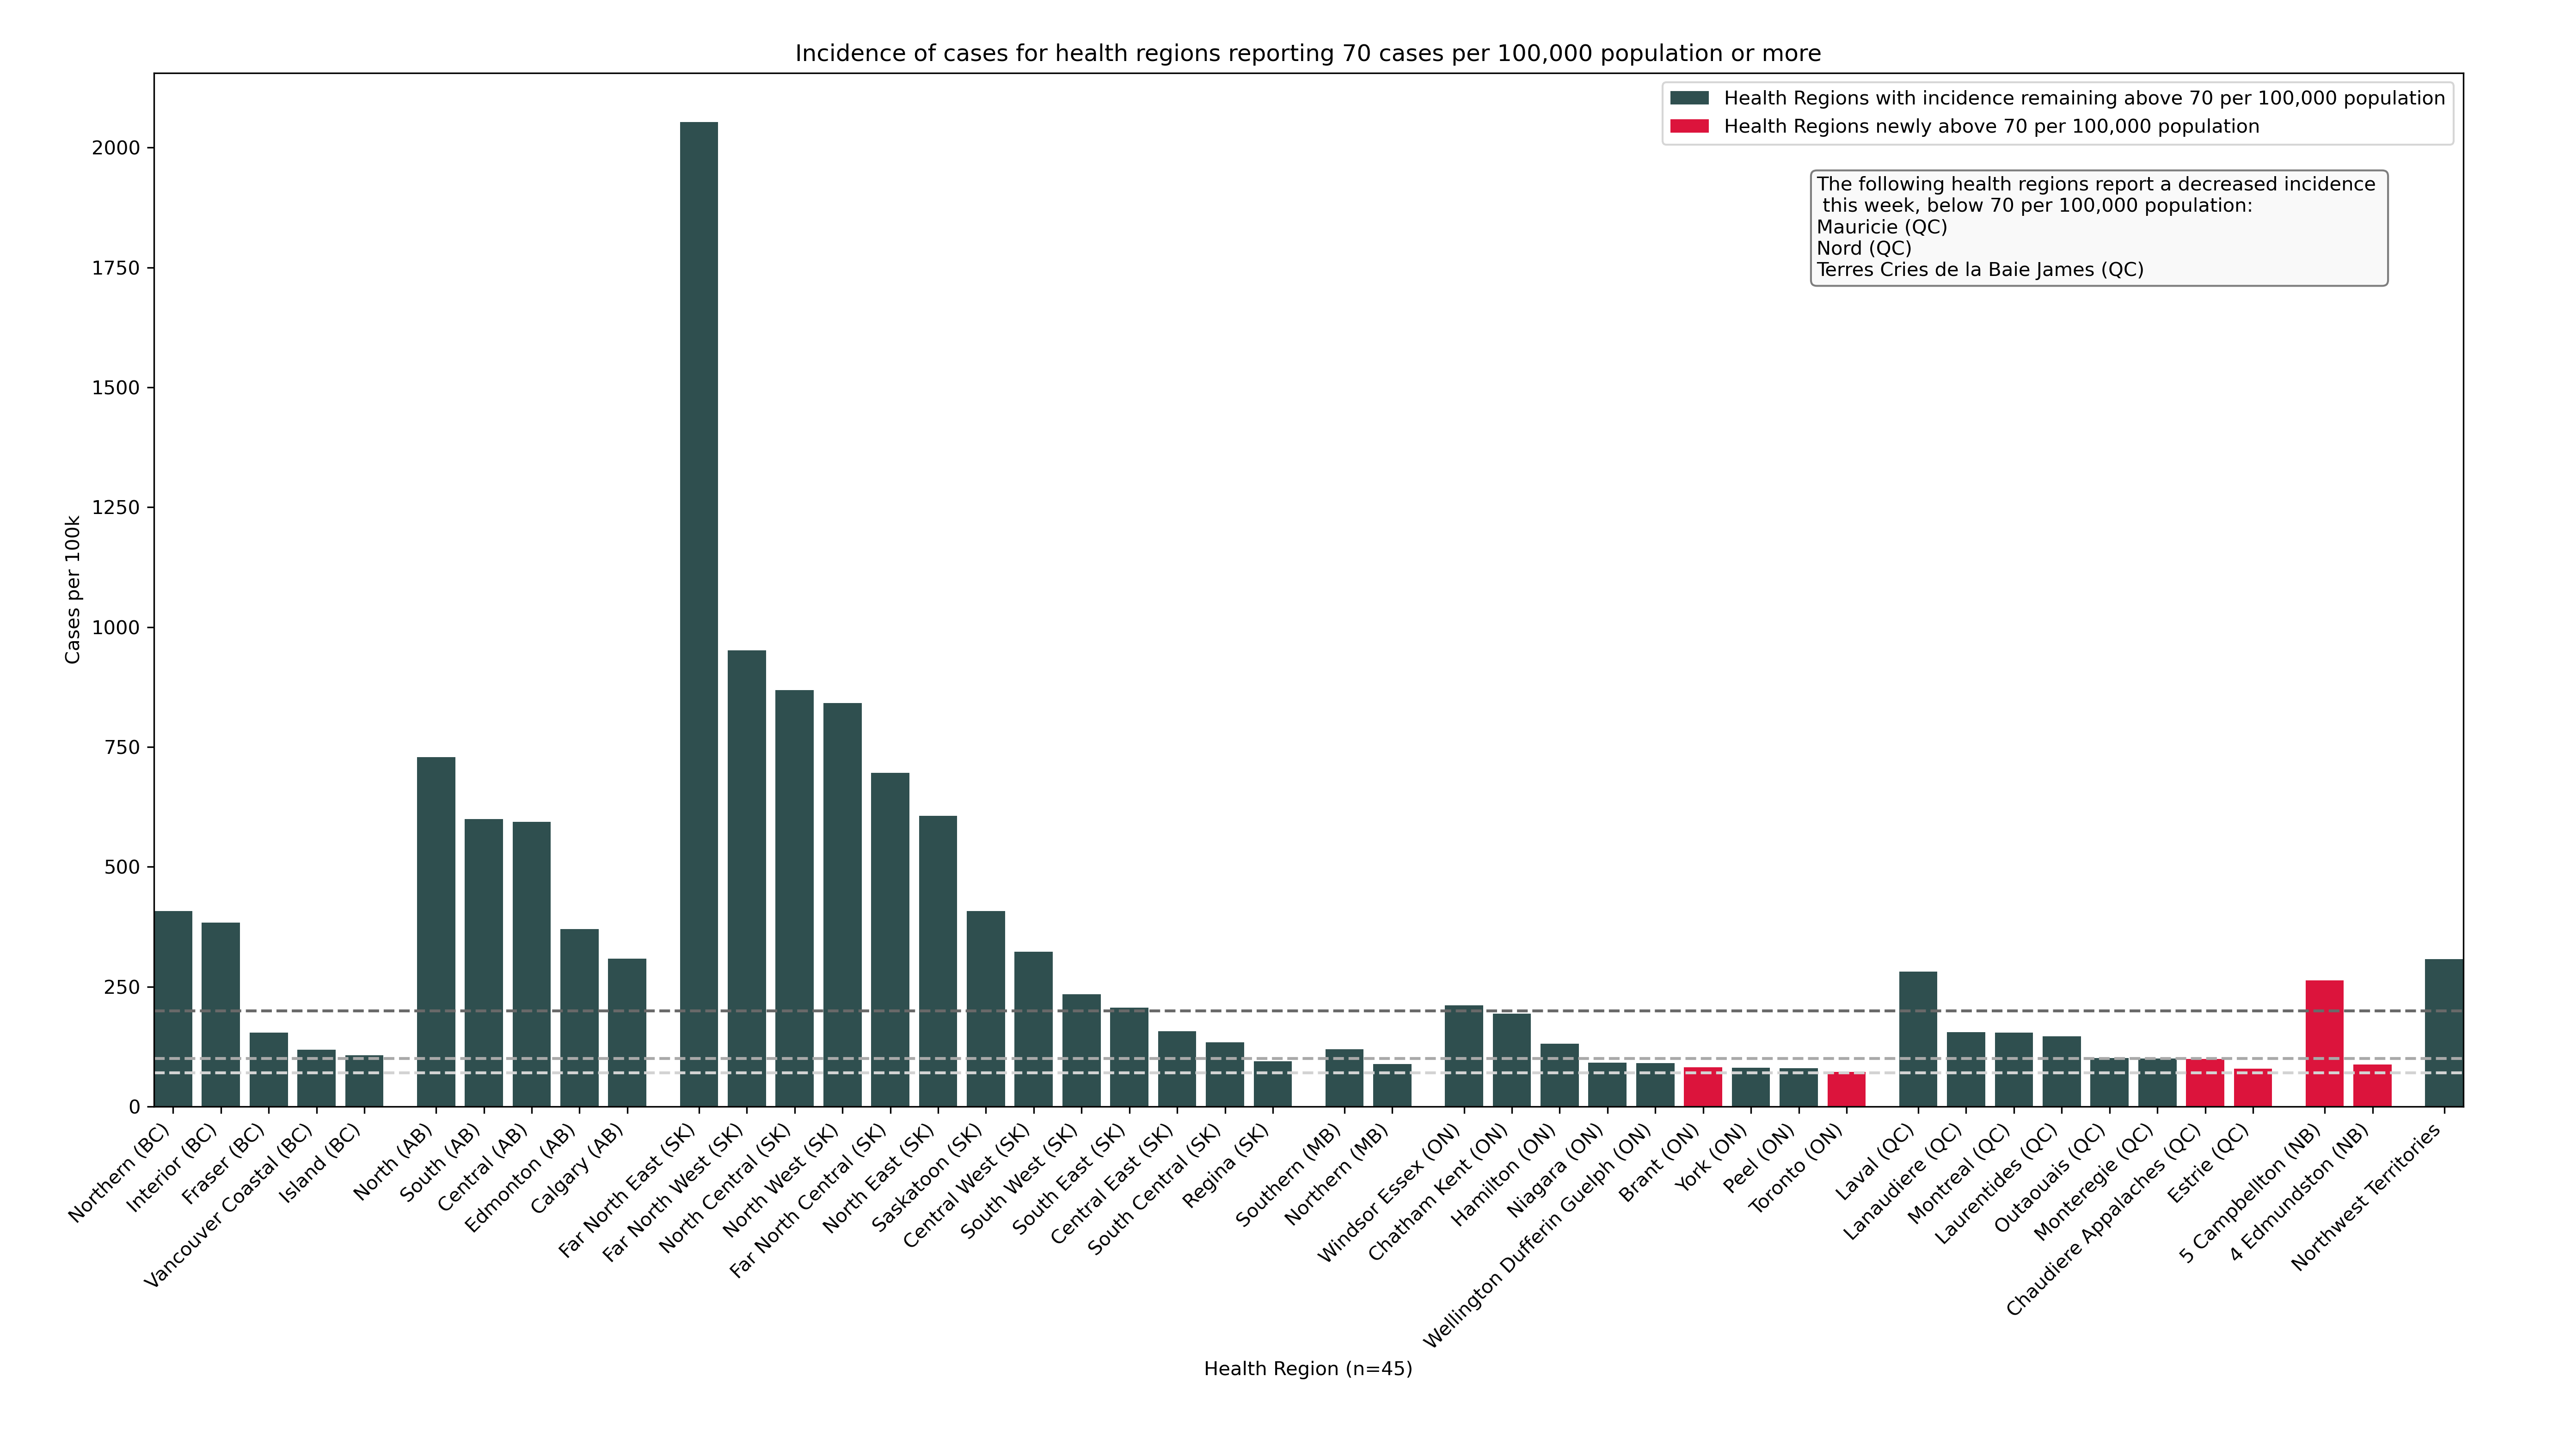 Incidence of cases for health regions reporting 70 cases per 100,000 population or more
Health Regions with incidence remaining above 70 per 100,000 population
Health Regions newly above 70 per 100,000 population
The following health regions report a decreased incidence
this week, below 70 per 100,000 population:
Mauricie (QC)
Nord (QC)
Terres Cries de la Baie James (QC)
Cases per 100k
2000
1750
1500
1250
1000
750
500
250
0
Northern (BC)
Interior (BC)
Fraser (BC)
Vancouver Coastal (BC)
Island (BC)
North (AB)
South (AB)
Central (AB)
Edmonton (AB)
Calgary (AB)
Far North East (SK)
Far North West (SK)
North Central (SK)
North West (SK)
Far North Central (SK)
North East (SK)
Saskatoon (SK)
Central West (SK)
South West (SK)
South East (SK)
Central East (SK)
South Central (SK)
Regina (SK)
Southern (MB)
Northern (MB)
Windsor Essex (ON)
Chatham Kent (ON)
Hamilton (ON)
Niagara (ON)
Wellington Dufferin Guelph (ON)
Brant (ON)
York (ON)
Peel (ON)
Toronto (ON)
Laval (QC)
Lanaudiere (QC)
Montreal (QC)
Laurentides (QC)
Outaouais (QC)
Monteregie (QC)
Chaudiere Appalaches (QC)
Estrie (QC)
5 Campbellton (NB)
4 Edmundston (NB)
Northwest Territories
Health Region (n=45)